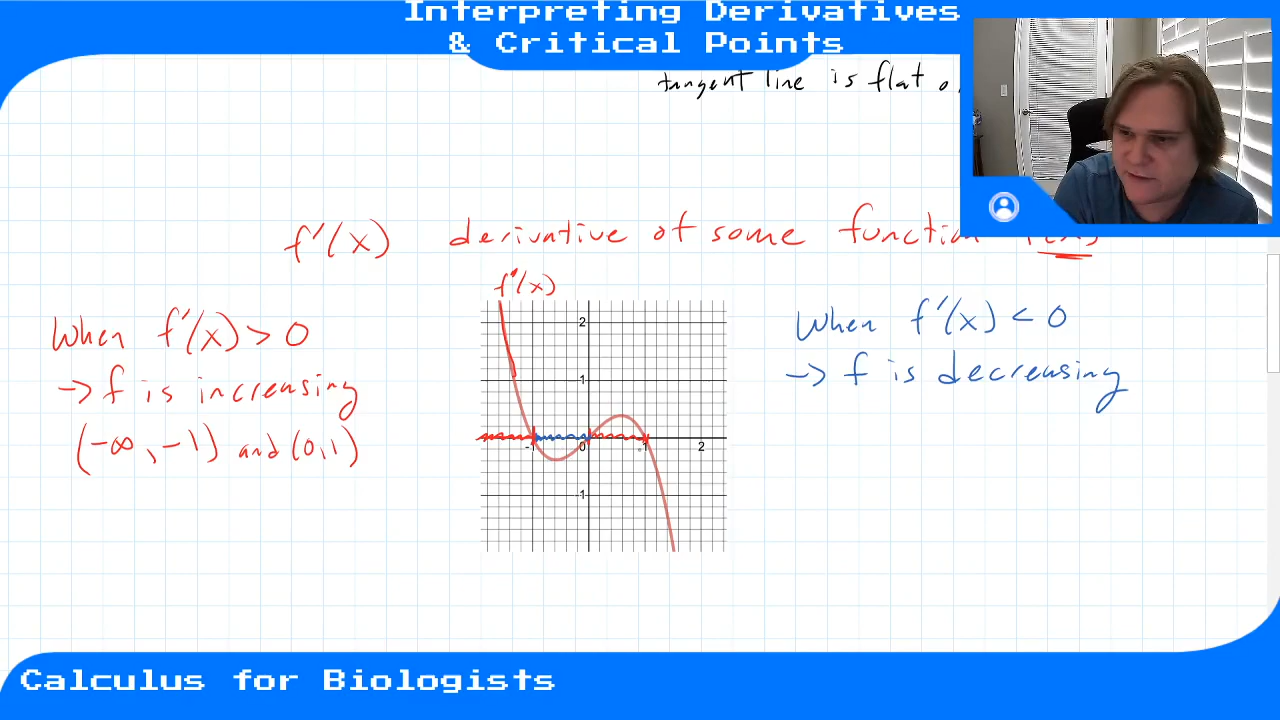 Interpreting Derivatives
& Critical Points
tangent line is flat
f'(x) derivative of some function
f'(x)
When f'(x) > 0
→ f is increasing
(-∞, -1) and (0,1)
2
1
-1 0 1 2
-1
When f'(x) < 0
→ f is decreasing
Calculus for Biologists